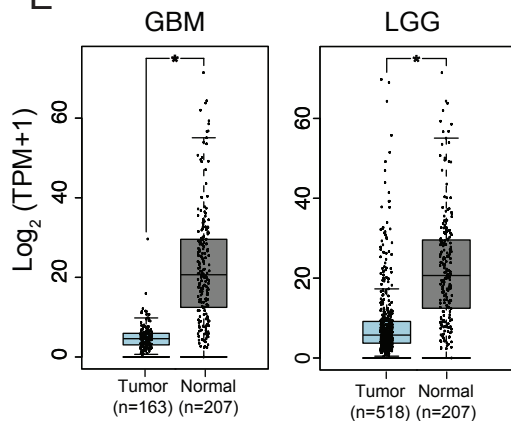 GBM
LGG
Log2 (TPM+1)
60
40
20
0
*
60
40
20
0
*
Tumor
(n=163)
Normal
(n=207)
Tumor
(n=518)
Normal
(n=207)